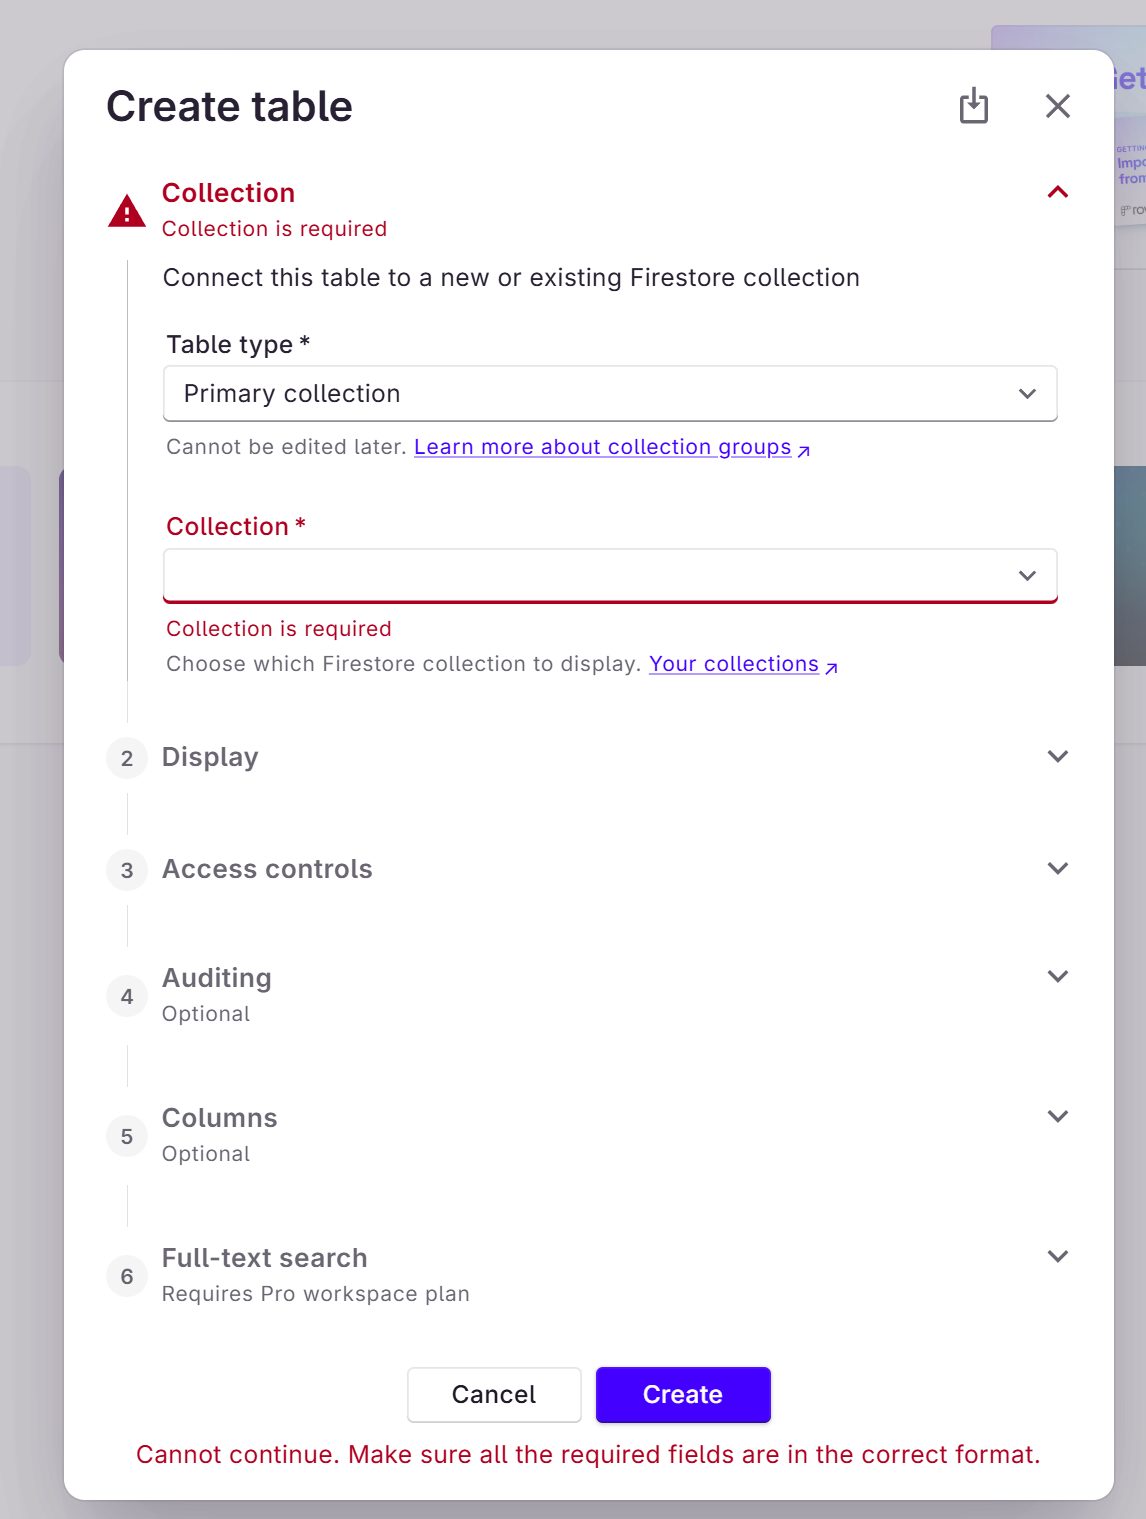 Create table
Collection
Collection is required
Connect this table to a new or existing Firestore collection
Table type *
Primary collection
Cannot be edited later. Learn more about collection groups
Collection *
Collection is required
Choose which Firestore collection to display. Your collections
2 Display
3 Access controls
4 Auditing
Optional
5 Columns
Optional
6 Full-text search
Requires Pro workspace plan
Cancel
Create
Cannot continue. Make sure all the required fields are in the correct format.
from